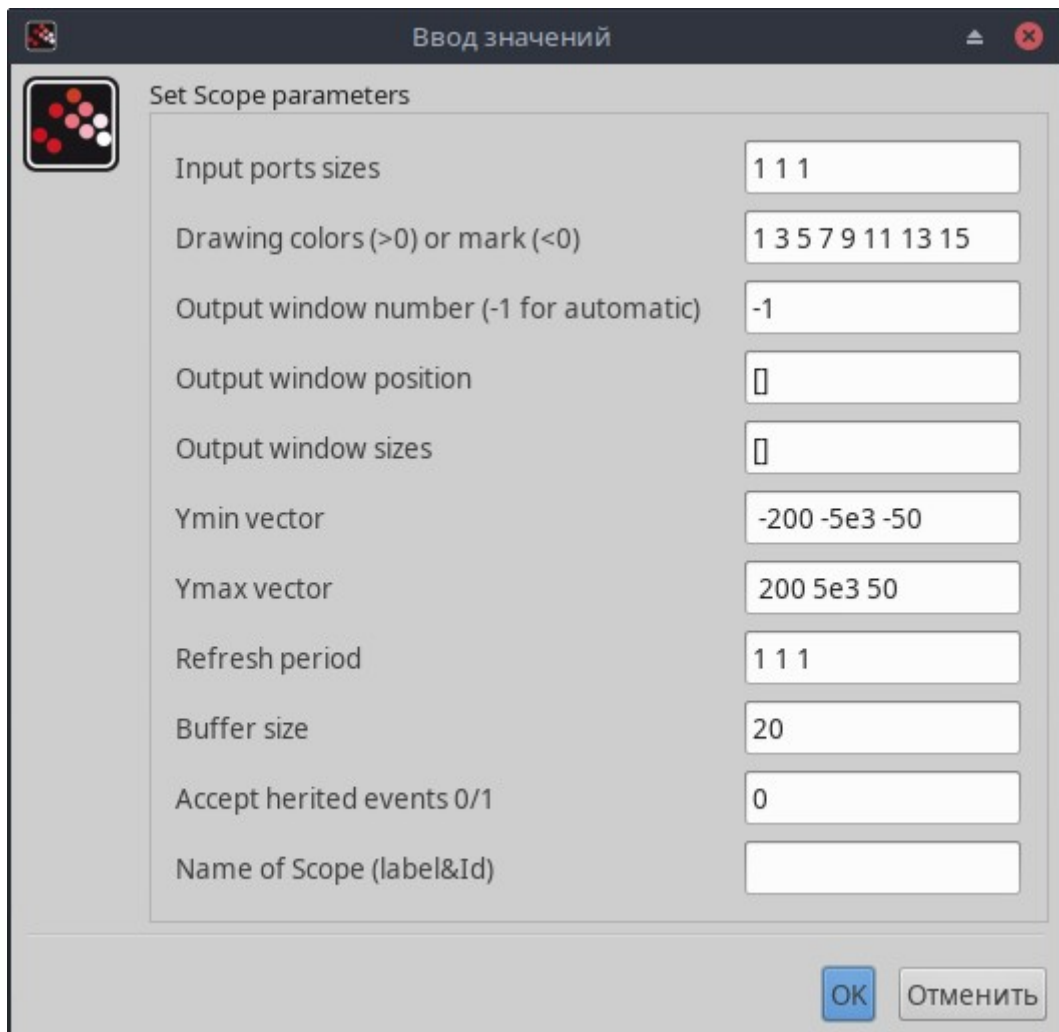 Ввод значений
Set Scope parameters
Input ports sizes 1 1 1
Drawing colors (>0) or mark (<0) 1 3 5 7 9 11 13 15
Output window number (-1 for automatic) -1
Output window position []
Output window sizes []
Ymin vector -200 -5e3 -50
Ymax vector 200 5e3 50
Refresh period 1 1 1
Buffer size 20
Accept herited events 0/1 0
Name of Scope (label&Id)
OK Отменить